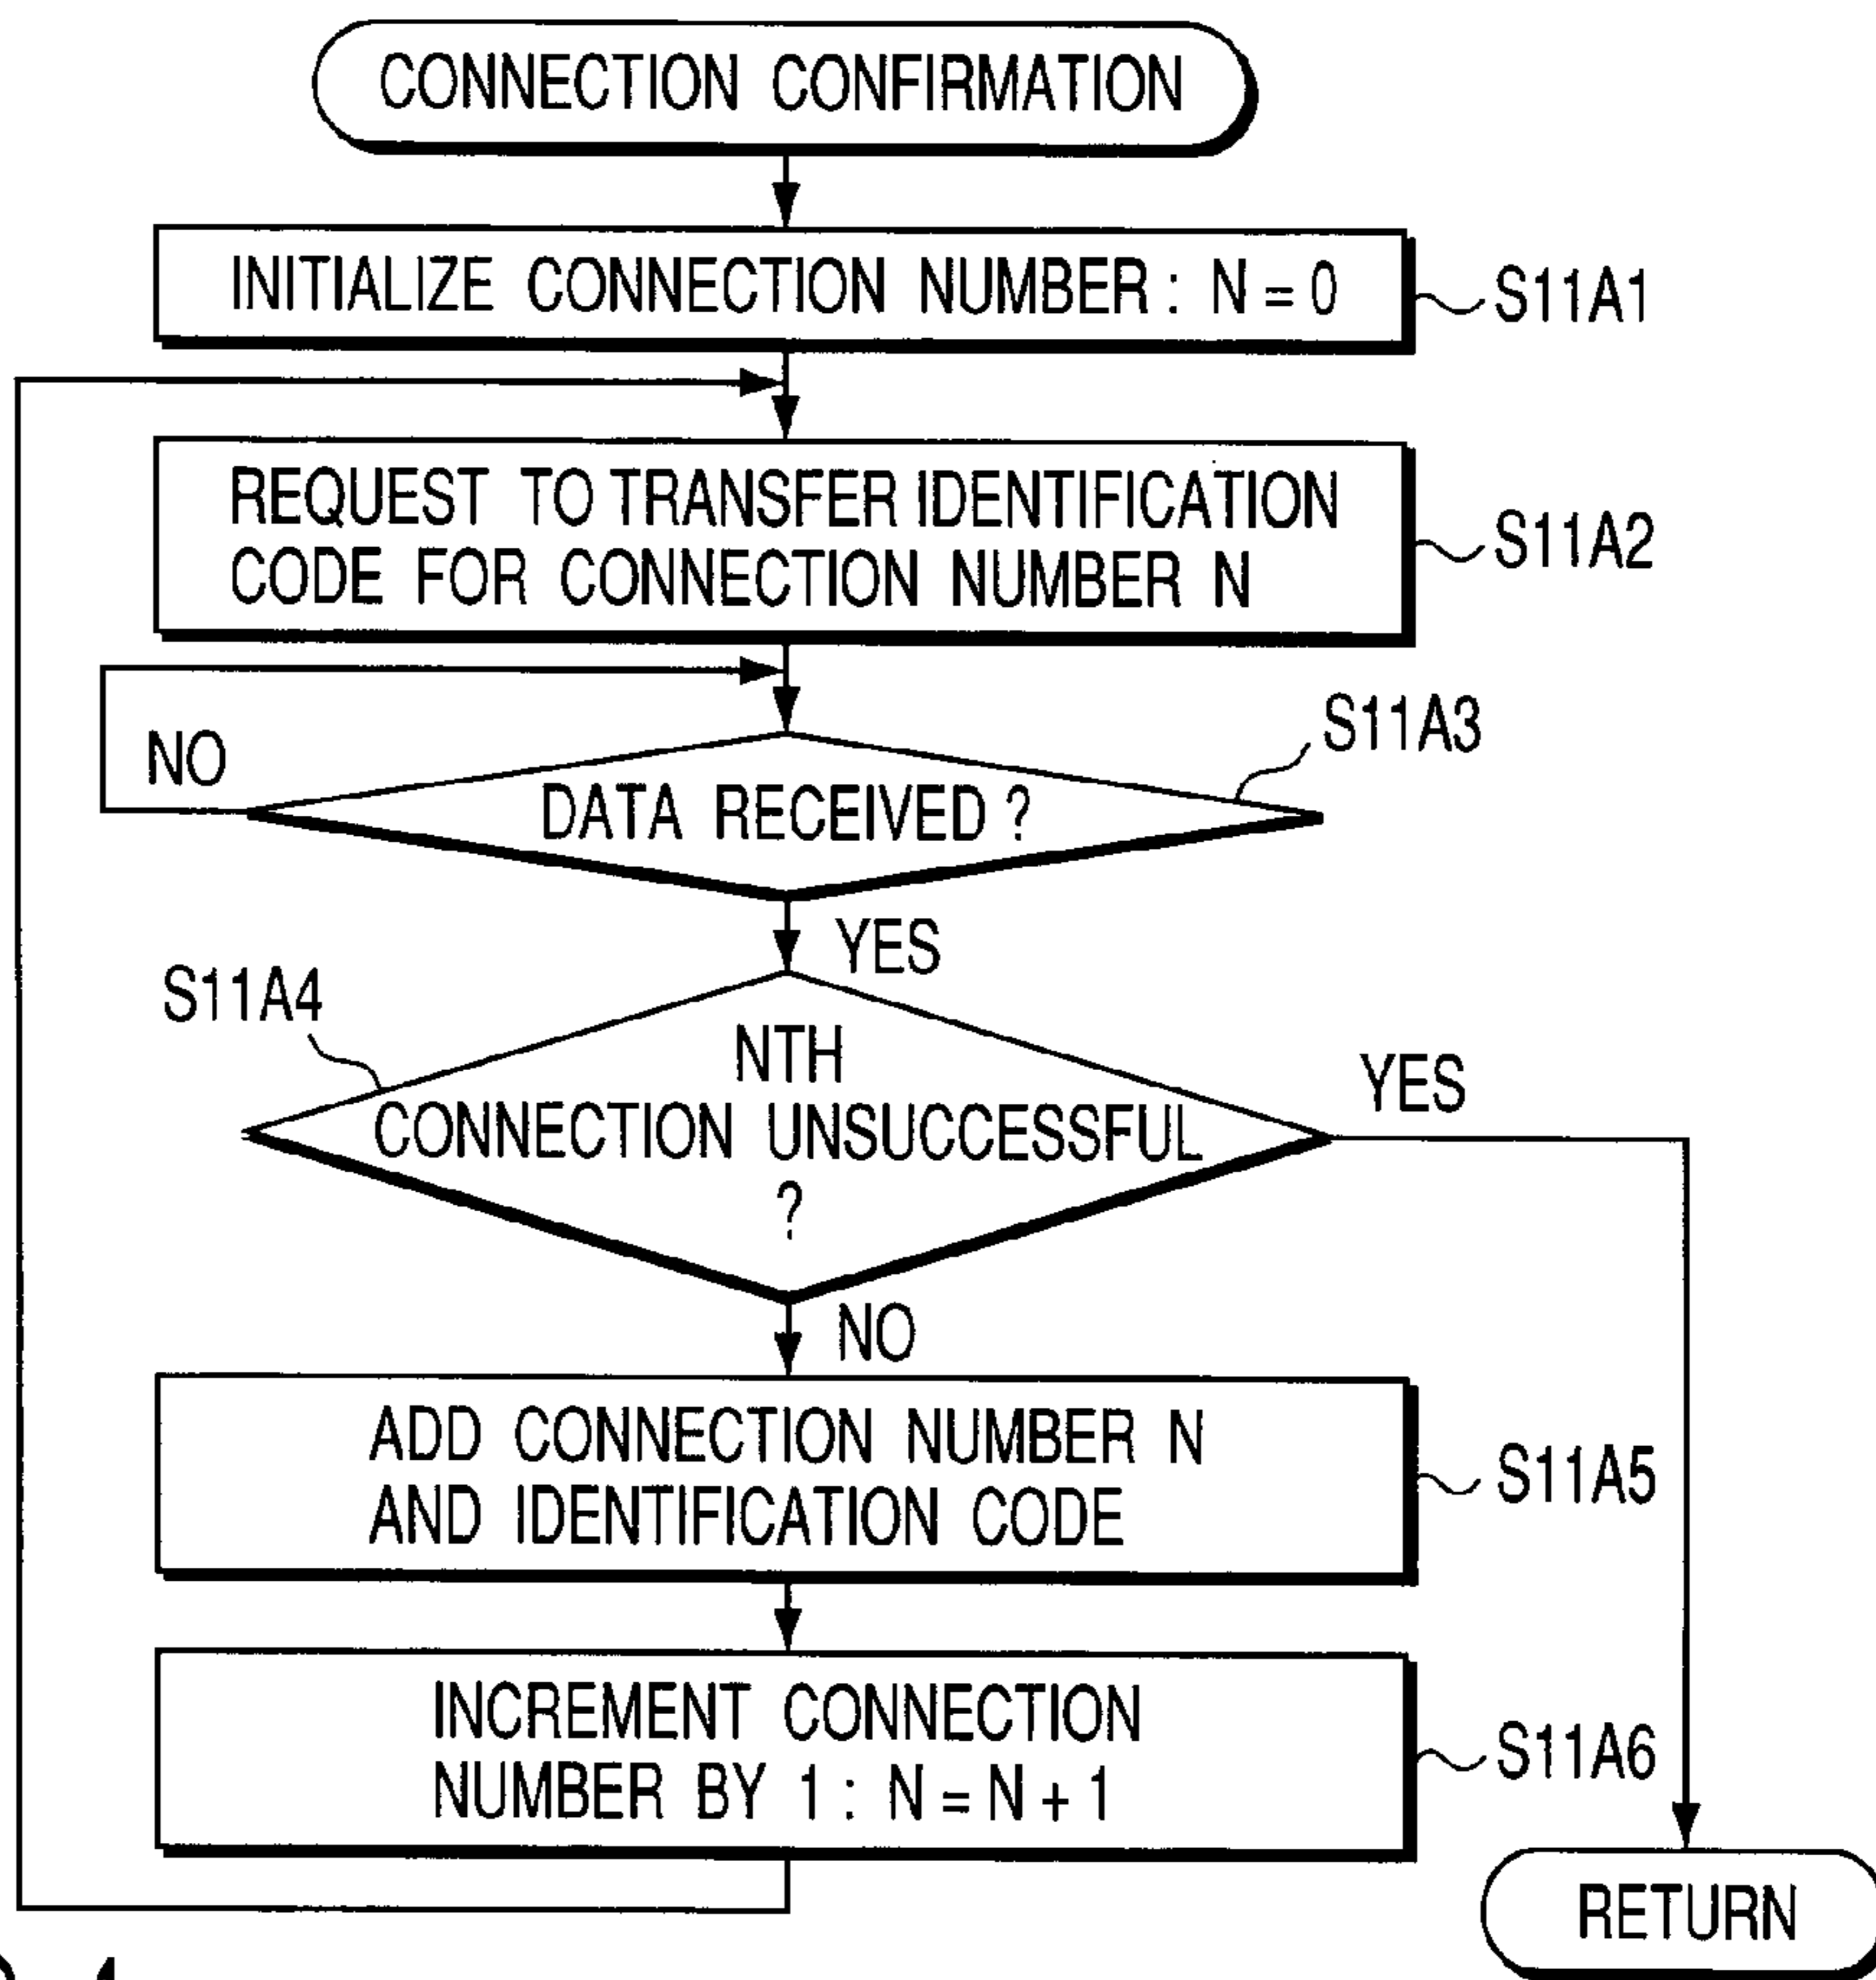 CONNECTION CONFIRMATION
INITIALIZE CONNECTION NUMBER : N = 0
S11A1
REQUEST TO TRANSFER IDENTIFICATION
CODE FOR CONNECTION NUMBER N
S11A2
S11A3
NO
DATA RECEIVED ?
YES
S11A4
NTH
CONNECTION UNSUCCESSFUL
?
YES
NO
ADD CONNECTION NUMBER N
AND IDENTIFICATION CODE
S11A5
INCREMENT CONNECTION
NUMBER BY 1 : N = N + 1
S11A6
RETURN